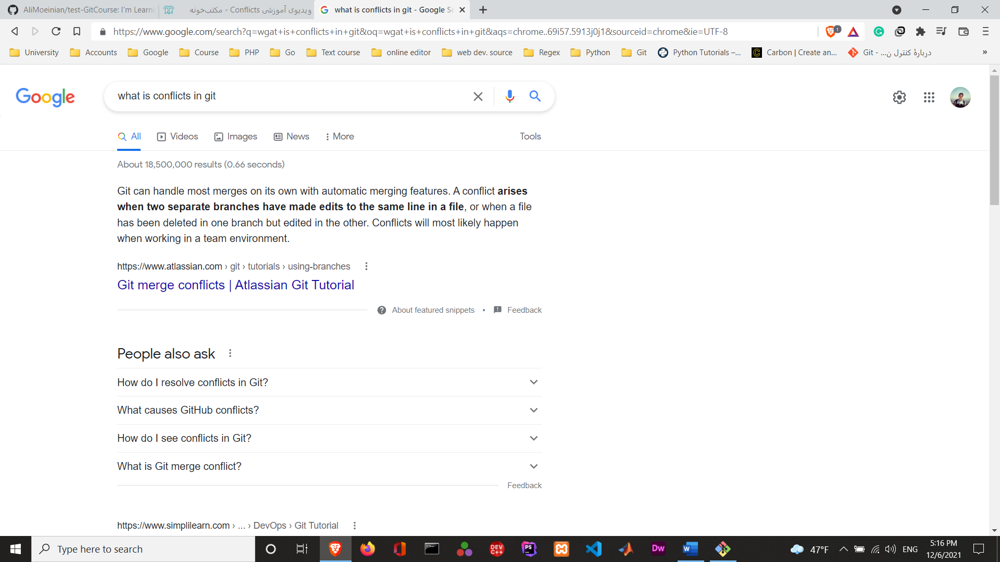 AliMoeinian/test-GitCourse: I'm Learni
ویدیوی آموزشی Conflicts - مکتب‌خونه
what is conflicts in git - Google Se
https://www.google.com/search?q=wgat+is+conflicts+in+git&oq=wgat+is+conflicts+in+git&aqs=chrome..69i57.5913j0j1&sourceid=chrome&ie=UTF-8
1
University Accounts Google Course PHP Go Text course online editor web dev. source Regex Python Git Python Tutorials –... Carbon | Create an... Git - ...دربارهٔ کنترل ن »
Google
what is conflicts in git
All Videos Images News More Tools
About 18,500,000 results (0.66 seconds)
Git can handle most merges on its own with automatic merging features. A conflict arises
when two separate branches have made edits to the same line in a file, or when a file
has been deleted in one branch but edited in the other. Conflicts will most likely happen
when working in a team environment.
https://www.atlassian.com › git › tutorials › using-branches
Git merge conflicts | Atlassian Git Tutorial
About featured snippets • Feedback
People also ask
How do I resolve conflicts in Git?
What causes GitHub conflicts?
How do I see conflicts in Git?
What is Git merge conflict?
Feedback
https://www.simplilearn.com › ... › DevOps › Git Tutorial
Type here to search
DEV C++
PS
Dw
W
47°F
ENG
5:16 PM
12/6/2021